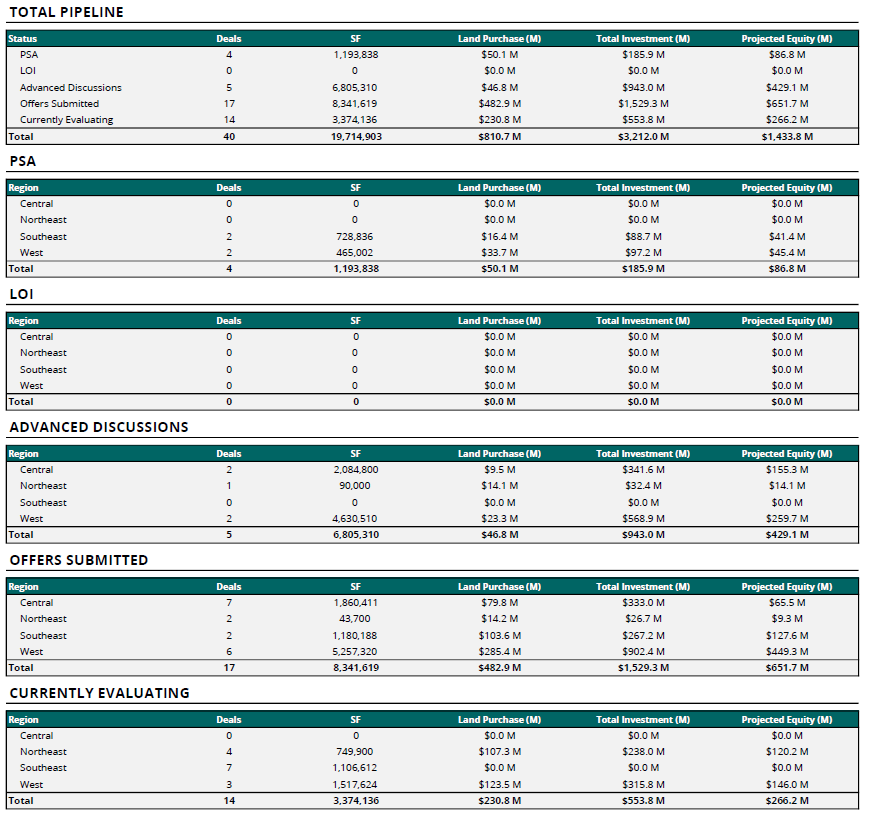 TOTAL PIPELINE
Status Deals SF Land Purchase (M) Total Investment (M) Projected Equity (M)
PSA 4 1,193,838 $50.1 M $185.9 M $86.8 M
LOI 0 0 $0.0 M $0.0 M $0.0 M
Advanced Discussions 5 6,805,310 $46.8 M $943.0 M $429.1 M
Offers Submitted 17 8,341,619 $482.9 M $1,529.3 M $651.7 M
Currently Evaluating 14 3,374,136 $230.8 M $553.8 M $266.2 M
Total 40 19,714,903 $810.7 M $3,212.0 M $1,433.8 M
PSA
Region Deals SF Land Purchase (M) Total Investment (M) Projected Equity (M)
Central 0 0 $0.0 M $0.0 M $0.0 M
Northeast 0 0 $0.0 M $0.0 M $0.0 M
Southeast 2 728,836 $16.4 M $88.7 M $41.4 M
West 2 465,002 $33.7 M $97.2 M $45.4 M
Total 4 1,193,838 $50.1 M $185.9 M $86.8 M
LOI
Region Deals SF Land Purchase (M) Total Investment (M) Projected Equity (M)
Central 0 0 $0.0 M $0.0 M $0.0 M
Northeast 0 0 $0.0 M $0.0 M $0.0 M
Southeast 0 0 $0.0 M $0.0 M $0.0 M
West 0 0 $0.0 M $0.0 M $0.0 M
Total 0 0 $0.0 M $0.0 M $0.0 M
ADVANCED DISCUSSIONS
Region Deals SF Land Purchase (M) Total Investment (M) Projected Equity (M)
Central 2 2,084,800 $9.5 M $341.6 M $155.3 M
Northeast 1 90,000 $14.1 M $32.4 M $14.1 M
Southeast 0 0 $0.0 M $0.0 M $0.0 M
West 2 4,630,510 $23.3 M $568.9 M $259.7 M
Total 5 6,805,310 $46.8 M $943.0 M $429.1 M
OFFERS SUBMITTED
Region Deals SF Land Purchase (M) Total Investment (M) Projected Equity (M)
Central 7 1,860,411 $79.8 M $333.0 M $65.5 M
Northeast 2 43,700 $14.2 M $26.7 M $9.3 M
Southeast 2 1,180,188 $103.6 M $267.2 M $127.6 M
West 6 5,257,320 $285.4 M $902.4 M $449.3 M
Total 17 8,341,619 $482.9 M $1,529.3 M $651.7 M
CURRENTLY EVALUATING
Region Deals SF Land Purchase (M) Total Investment (M) Projected Equity (M)
Central 0 0 $0.0 M $0.0 M $0.0 M
Northeast 4 749,900 $107.3 M $238.0 M $120.2 M
Southeast 7 1,106,612 $0.0 M $0.0 M $0.0 M
West 3 1,517,624 $123.5 M $315.8 M $146.0 M
Total 14 3,374,136 $230.8 M $553.8 M $266.2 M